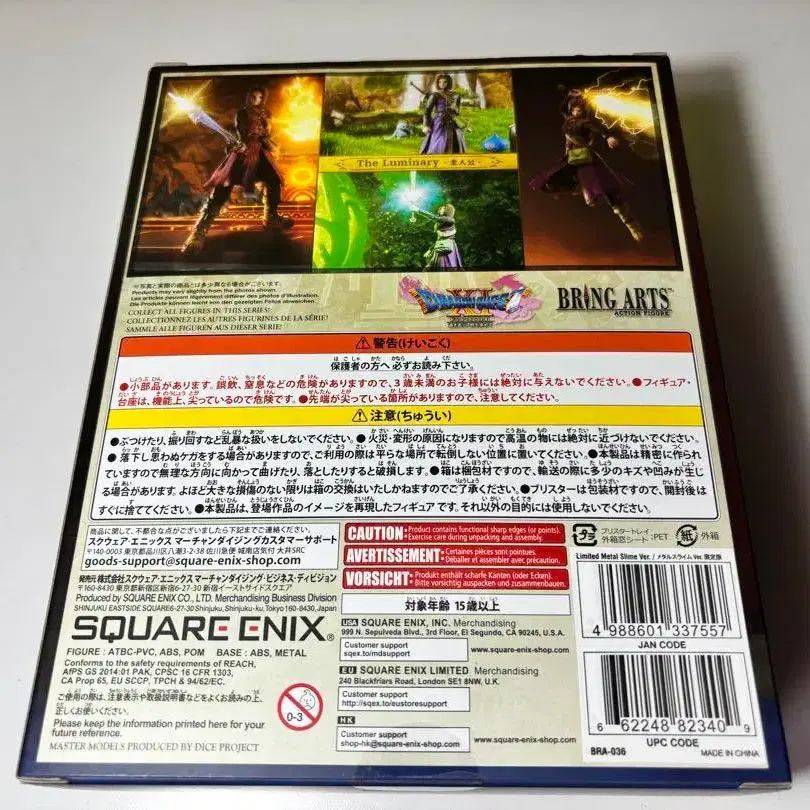 The Luminary - 主人公 -
※写真と実際の商品とは多少異なる場合がございます。
Products may vary slightly from the photos shown.
Les articles peuvent légèrement différer des photos d'illustration.
Die Produkte können leicht von den gezeigten Fotos abweichen.
COLLECT ALL FIGURES IN THIS SERIES!
COLLECTIONNEZ LES AUTRES FIGURINES DE LA SÉRIE!
SAMMLE ALLE FIGUREN AUS DIESER SERIE!
DRAGON QUEST XI
BRING ARTS
ACTION FIGURE
警告(けいこく)
保護者の方へ 必ずお読みください。
●小部品があります。誤飲、窒息などの危険がありますので、3歳未満のお子様には絶対に与えないでください。●フィギュア・
台座は、機能上、尖っているので危険です。●先端が尖っている箇所がありますので、注意してください。
注意(ちゅうい)
●ぶつけたり、振り回すなど乱暴な扱いをしないでください。●火災・変形の原因になりますので高温の物には絶対に近づけないでください。
●落下し思わぬケガをする場合がありますので、ご利用の際は平らな場所で転倒しない位置に置いてください。●本製品は精密に作られ
ていますので無理な方向に向かって曲げたり、落としたりすると破損します。●箱は梱包材ですので、輸送の際に多少のキズや凹みが生じ
る場合があります。よほど大きな損傷のない限りは箱の交換はいたしかねますのでご了承ください。●ブリスターは包装材ですので、開封後は
すぐに捨ててください。●本製品は、登場作品のイメージを再現したフィギュアです。それ以外の目的には使用しないでください。
商品に関して、不都合な点がございましたら下記までご連絡ください。
スクウェア・エニックス マーチャンダイジングカスタマーサポート
〒140-0003 東京都品川区八潮3-2-38 佐川急便 城南店気付 大井SRC
goods-support@square-enix-shop.com
CAUTION
•Product contains functional sharp edges (or points).
•Exercise care during unpacking and assembly.
AVERTISSEMENT
•Certaines pièces sont pointues.
•Déballer et assembler avec précaution.
VORSICHT
•Produkt enthält scharfe Kanten (oder Ecken).
•Bitte vorsichtig auspacken und zusammenbauen.
プラ
ブリスタートレイ
外箱窓シート :PET
紙
外箱
Limited Metal Slime Ver. / メタルスライム Ver. 限定版
発売元 株式会社スクウェア・エニックス マーチャンダイジング・ビジネス・ディビジョン
〒160-8430 東京都新宿区新宿6-27-30 新宿イーストサイドスクエア
Produced by SQUARE ENIX CO., LTD. Merchandising Business Division
SHINJUKU EASTSIDE SQUARE6-27-30 Shinjuku, Shinjuku-ku, Tokyo 160-8430, Japan
SQUARE ENIX®
FIGURE : ATBC-PVC, ABS, POM BASE : ABS, METAL
Conforms to the safety requirements of REACH,
AfPS GS 2014:01 PAK, CPSC 16 CFR 1303,
CA Prop 65, EU SCCP, TPCH & 94/62/EC.
ご使用の際は、注意表示や取扱説明書などをよくお読みの上、
正しくお使いください。
Please keep the information printed here for your
future reference.
MASTER MODELS PRODUCED BY DICE PROJECT
0-3
対象年齢 15歳以上
USA SQUARE ENIX, INC. Merchandising
999 N. Sepulveda Blvd., 3rd Floor, El Segundo, CA 90245, U.S.A.
Customer support
sqex.to/mdsupport
EU SQUARE ENIX LIMITED Merchandising
240 Blackfriars Road, London SE1 8NW, U.K.
Customer support
http://sqex.to/eustoresupport
HK
Customer support
shop-hk@square-enix-shop.com
4 988601 337557
JAN CODE
6 62248 82340 9
UPC CODE
BRA-036
MADE IN CHINA